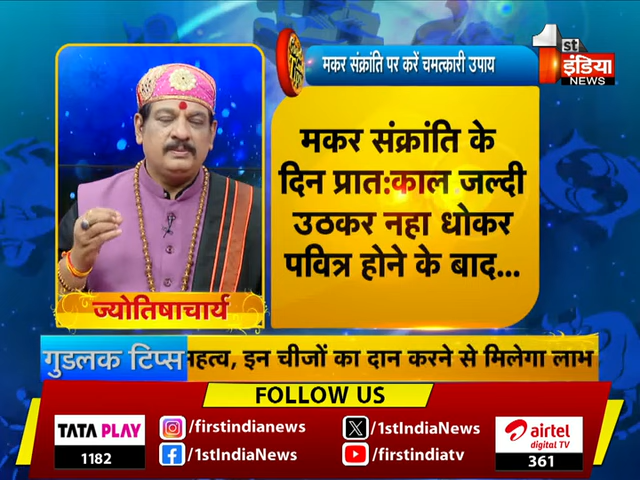 मकर संक्रांति पर करें चमत्कारी उपाय
1st
इंडिया
NEWS
मकर संक्रांति के
दिन प्रात:काल जल्दी
उठकर नहा धोकर
पवित्र होने के बाद...
ज्योतिषाचार्य
गुडलक टिप्स
महत्व, इन चीजों का दान करने से मिलेगा लाभ
FOLLOW US
TATA PLAY
1182
/firstindianews
/1stIndiaNews
/1stIndiaNews
/firstindiatv
airtel
digital TV
361